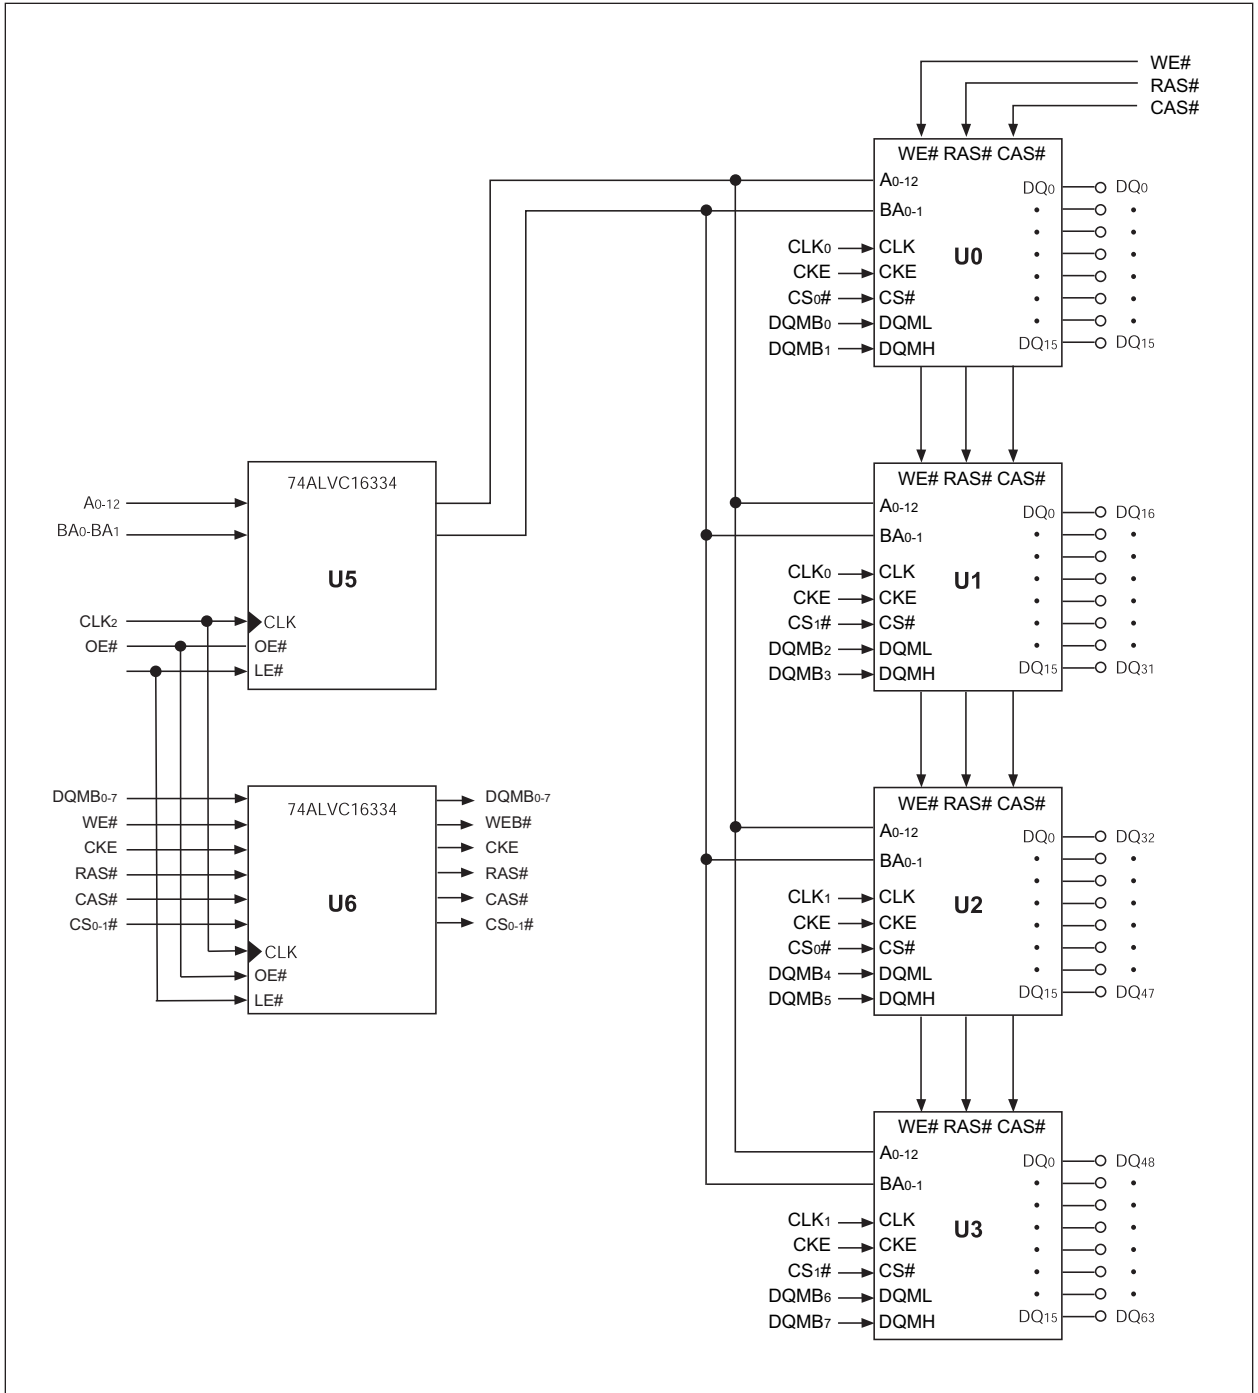 WE#
RAS#
CAS#
WE# RAS# CAS#
A0-12
BA0-1
CLK0 CLK
CKE CKE
CS0# CS#
DQMB0 DQML
DQMB1 DQMH
U0
DQ0 DQ0
DQ15 DQ15
74ALVC16334
A0-12
BA0-BA1
U5
CLK2 CLK
OE# OE#
LE#
WE# RAS# CAS#
A0-12
BA0-1
CLK0 CLK
CKE CKE
CS1# CS#
DQMB2 DQML
DQMB3 DQMH
U1
DQ0 DQ16
DQ15 DQ31
74ALVC16334
DQMB0-7 DQMB0-7
WE# WEB#
CKE CKE
RAS# RAS#
CAS# CAS#
CS0-1# CS0-1#
U6
CLK
OE#
LE#
WE# RAS# CAS#
A0-12
BA0-1
CLK1 CLK
CKE CKE
CS0# CS#
DQMB4 DQML
DQMB5 DQMH
U2
DQ0 DQ32
DQ15 DQ47
WE# RAS# CAS#
A0-12
BA0-1
CLK1 CLK
CKE CKE
CS1# CS#
DQMB6 DQML
DQMB7 DQMH
U3
DQ0 DQ48
DQ15 DQ63